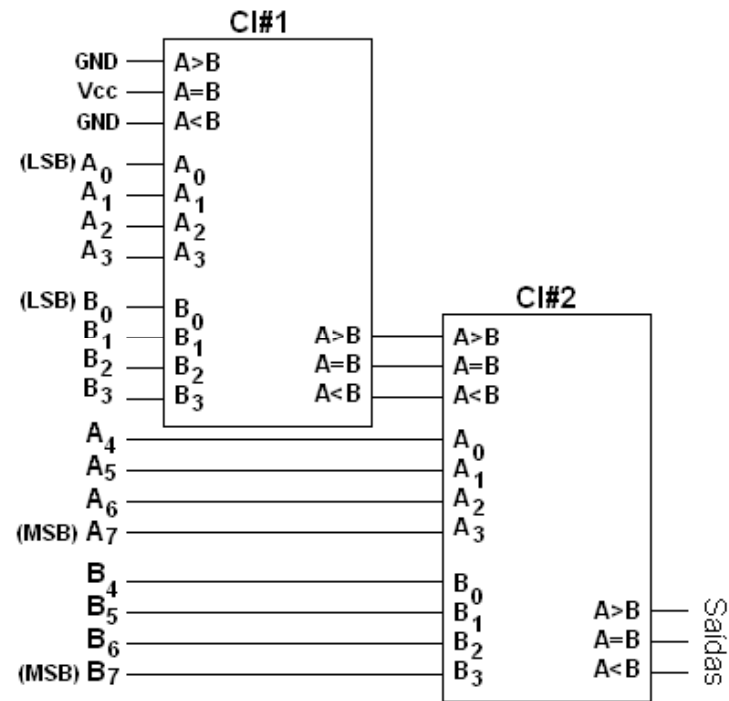 CI#1
GND A>B
Vcc A=B
GND A<B
(LSB) A0 A0
A1 A1
A2 A2
A3 A3
(LSB) B0 B0
B1 B1 A>B
B2 B2 A=B
B3 B3 A<B
CI#2
A>B
A=B
A<B
A4 A0
A5 A1
A6 A2
(MSB) A7 A3
B4 B0
B5 B1 A>B
B6 B2 A=B
(MSB) B7 B3 A<B
Saídas